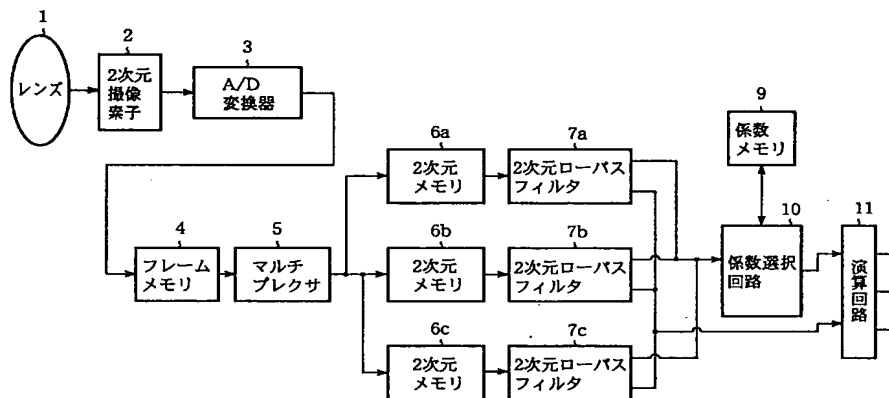 1
レンズ
2
2次元
撮像
素子
3
A/D
変換器
4
フレーム
メモリ
5
マルチ
プレクサ
6a
2次元
メモリ
7a
2次元ローパス
フィルタ
6b
2次元
メモリ
7b
2次元ローパス
フィルタ
6c
2次元
メモリ
7c
2次元ローパス
フィルタ
9
係数
メモリ
10
係数選択
回路
11
演算回路